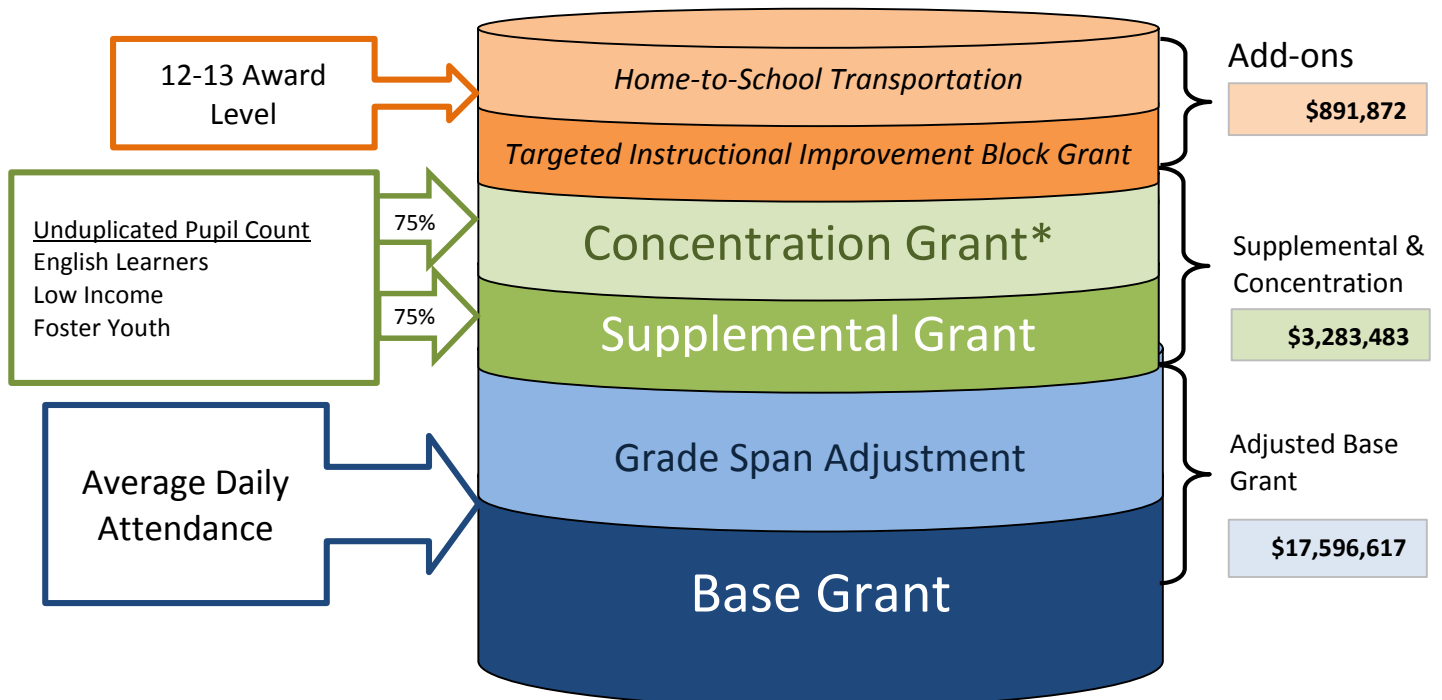 12-13 Award
Level
Home-to-School Transportation
Targeted Instructional Improvement Block Grant
Add-ons
$891,872
Unduplicated Pupil Count
English Learners
Low Income
Foster Youth
75%
75%
Concentration Grant*
Supplemental Grant
Supplemental &
Concentration
$3,283,483
Average Daily
Attendance
Grade Span Adjustment
Base Grant
Adjusted Base
Grant
$17,596,617